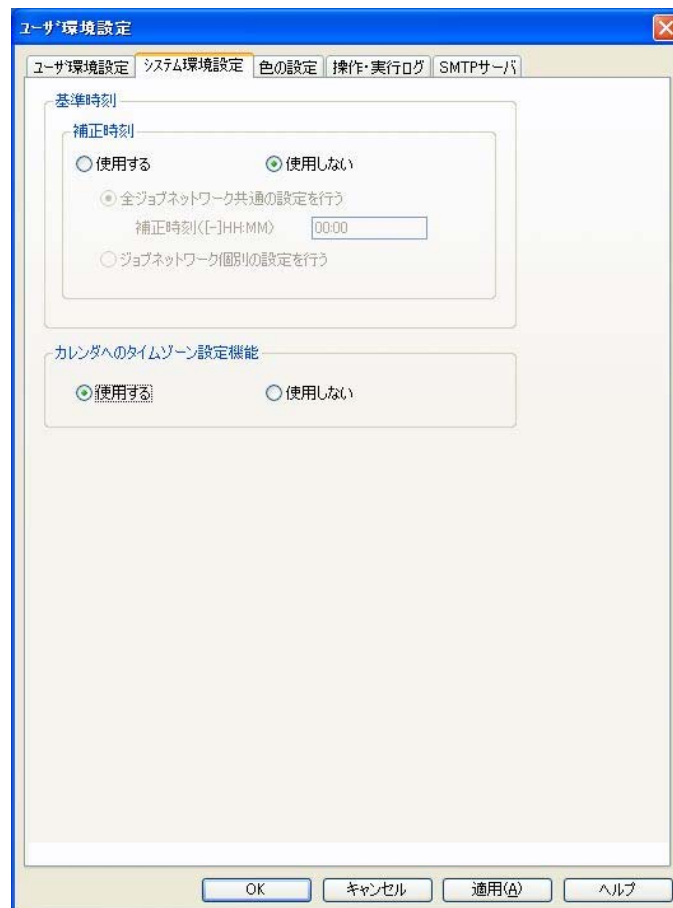 ユーザ環境設定
ユーザ環境設定 システム環境設定 色の設定 操作・実行ログ SMTPサーバ
基準時刻
補正時刻
使用する 使用しない
全ジョブネットワーク共通の設定を行う
補正時刻([-]HH:MM) 00:00
ジョブネットワーク個別の設定を行う
カレンダへのタイムゾーン設定機能
使用する 使用しない
OK キャンセル 適用(A) ヘルプ